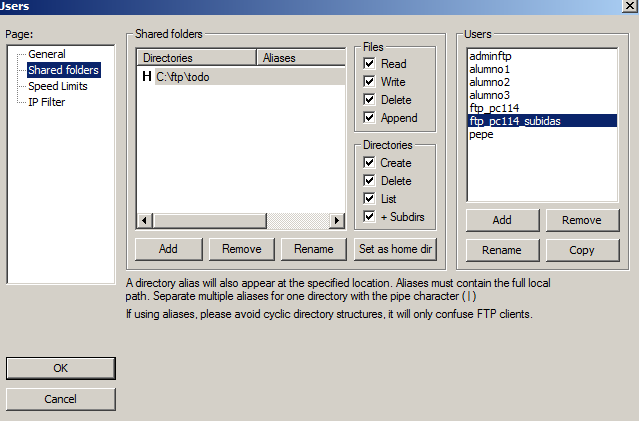 Users
Page:
General
Shared folders
Speed Limits
IP Filter
Shared folders
Directories Aliases
H C:\ftp\todo
Add Remove Rename Set as home dir
Files
Read
Write
Delete
Append
Directories
Create
Delete
List
+ Subdirs
Users
adminftp
alumno1
alumno2
alumno3
ftp_pc114
ftp_pc114_subidas
pepe
Add Remove
Rename Copy
A directory alias will also appear at the specified location. Aliases must contain the full local
path. Separate multiple aliases for one directory with the pipe character (|)
If using aliases, please avoid cyclic directory structures, it will only confuse FTP clients.
OK
Cancel